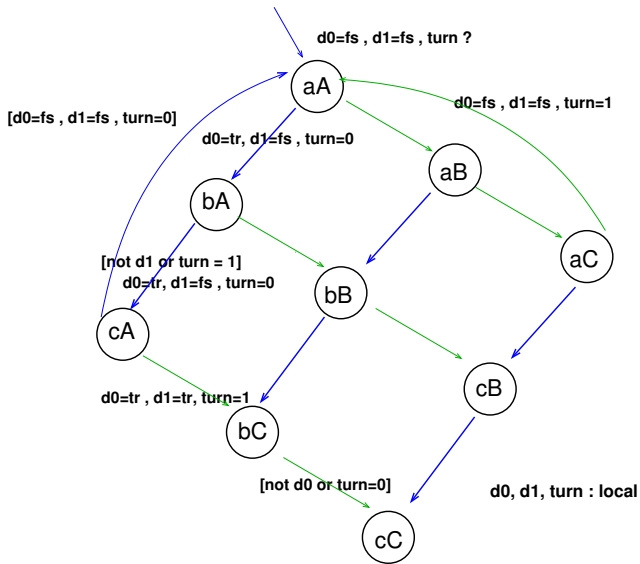 d0=fs , d1=fs , turn ?
aA
d0=fs , d1=fs , turn=1
[d0=fs , d1=fs , turn=0]
d0=tr, d1=fs , turn=0
aB
bA
aC
[not d1 or turn = 1]
d0=tr, d1=fs , turn=0
bB
cA
cB
d0=tr , d1=tr, turn=1
bC
[not d0 or turn=0]
d0, d1, turn : local
cC